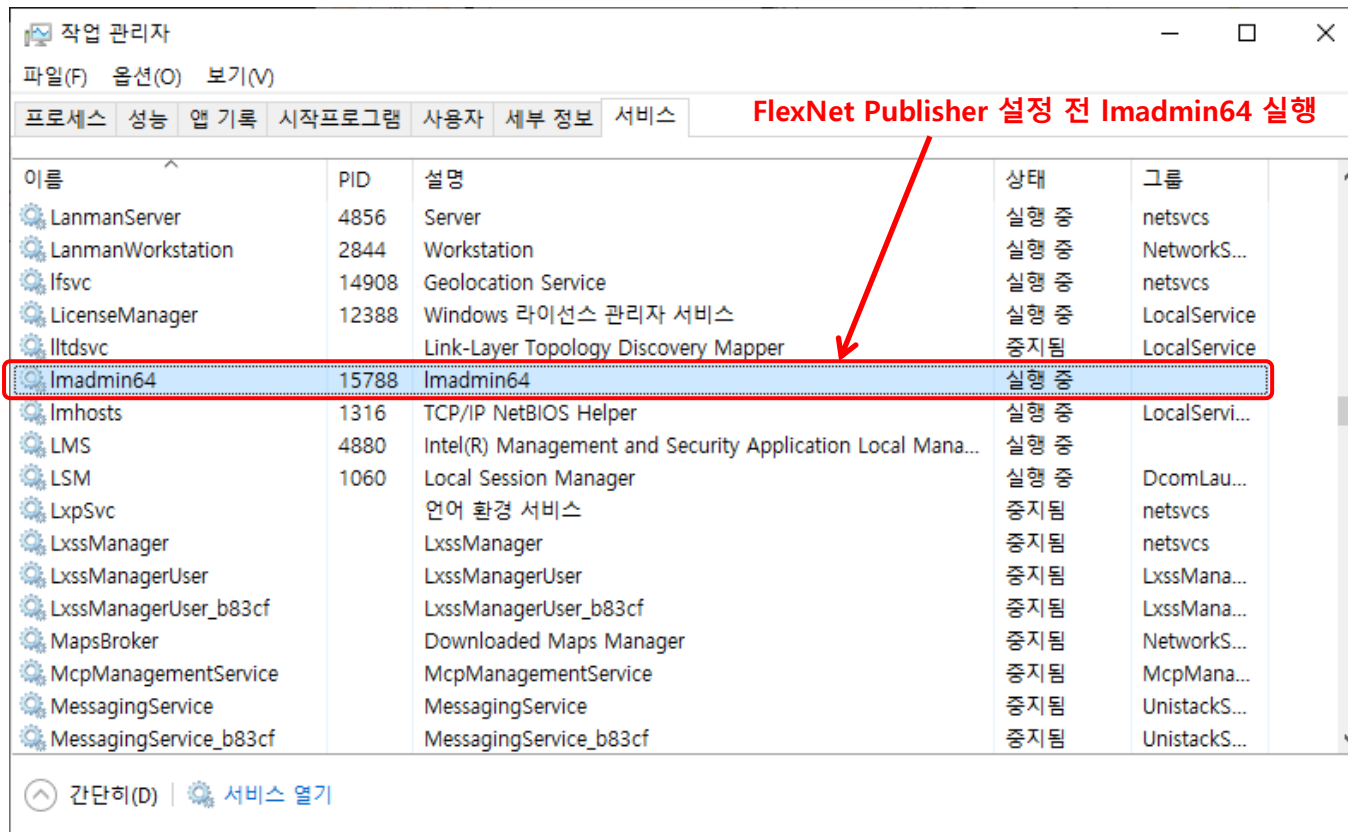 작업 관리자
파일(F) 옵션(O) 보기(V)
프로세스 성능 앱 기록 시작프로그램 사용자 세부 정보 서비스
FlexNet Publisher 설정 전 lmadmin64 실행
이름 PID 설명 상태 그룹
LanmanServer 4856 Server 실행 중 netsvcs
LanmanWorkstation 2844 Workstation 실행 중 NetworkS...
lfsvc 14908 Geolocation Service 실행 중 netsvcs
LicenseManager 12388 Windows 라이선스 관리자 서비스 실행 중 LocalService
lltdsvc Link-Layer Topology Discovery Mapper 중지됨 LocalService
lmadmin64 15788 lmadmin64 실행 중
lmhosts 1316 TCP/IP NetBIOS Helper 실행 중 LocalServi...
LMS 4880 Intel(R) Management and Security Application Local Mana... 실행 중
LSM 1060 Local Session Manager 실행 중 DcomLau...
LxpSvc 언어 환경 서비스 중지됨 netsvcs
LxssManager LxssManager 중지됨 netsvcs
LxssManagerUser LxssManagerUser 중지됨 LxssMana...
LxssManagerUser_b83cf LxssManagerUser_b83cf 중지됨 LxssMana...
MapsBroker Downloaded Maps Manager 중지됨 NetworkS...
McpManagementService McpManagementService 중지됨 McpMana...
MessagingService MessagingService 중지됨 UnistackS...
MessagingService_b83cf MessagingService_b83cf 중지됨 UnistackS...
간단히(D) 서비스 열기